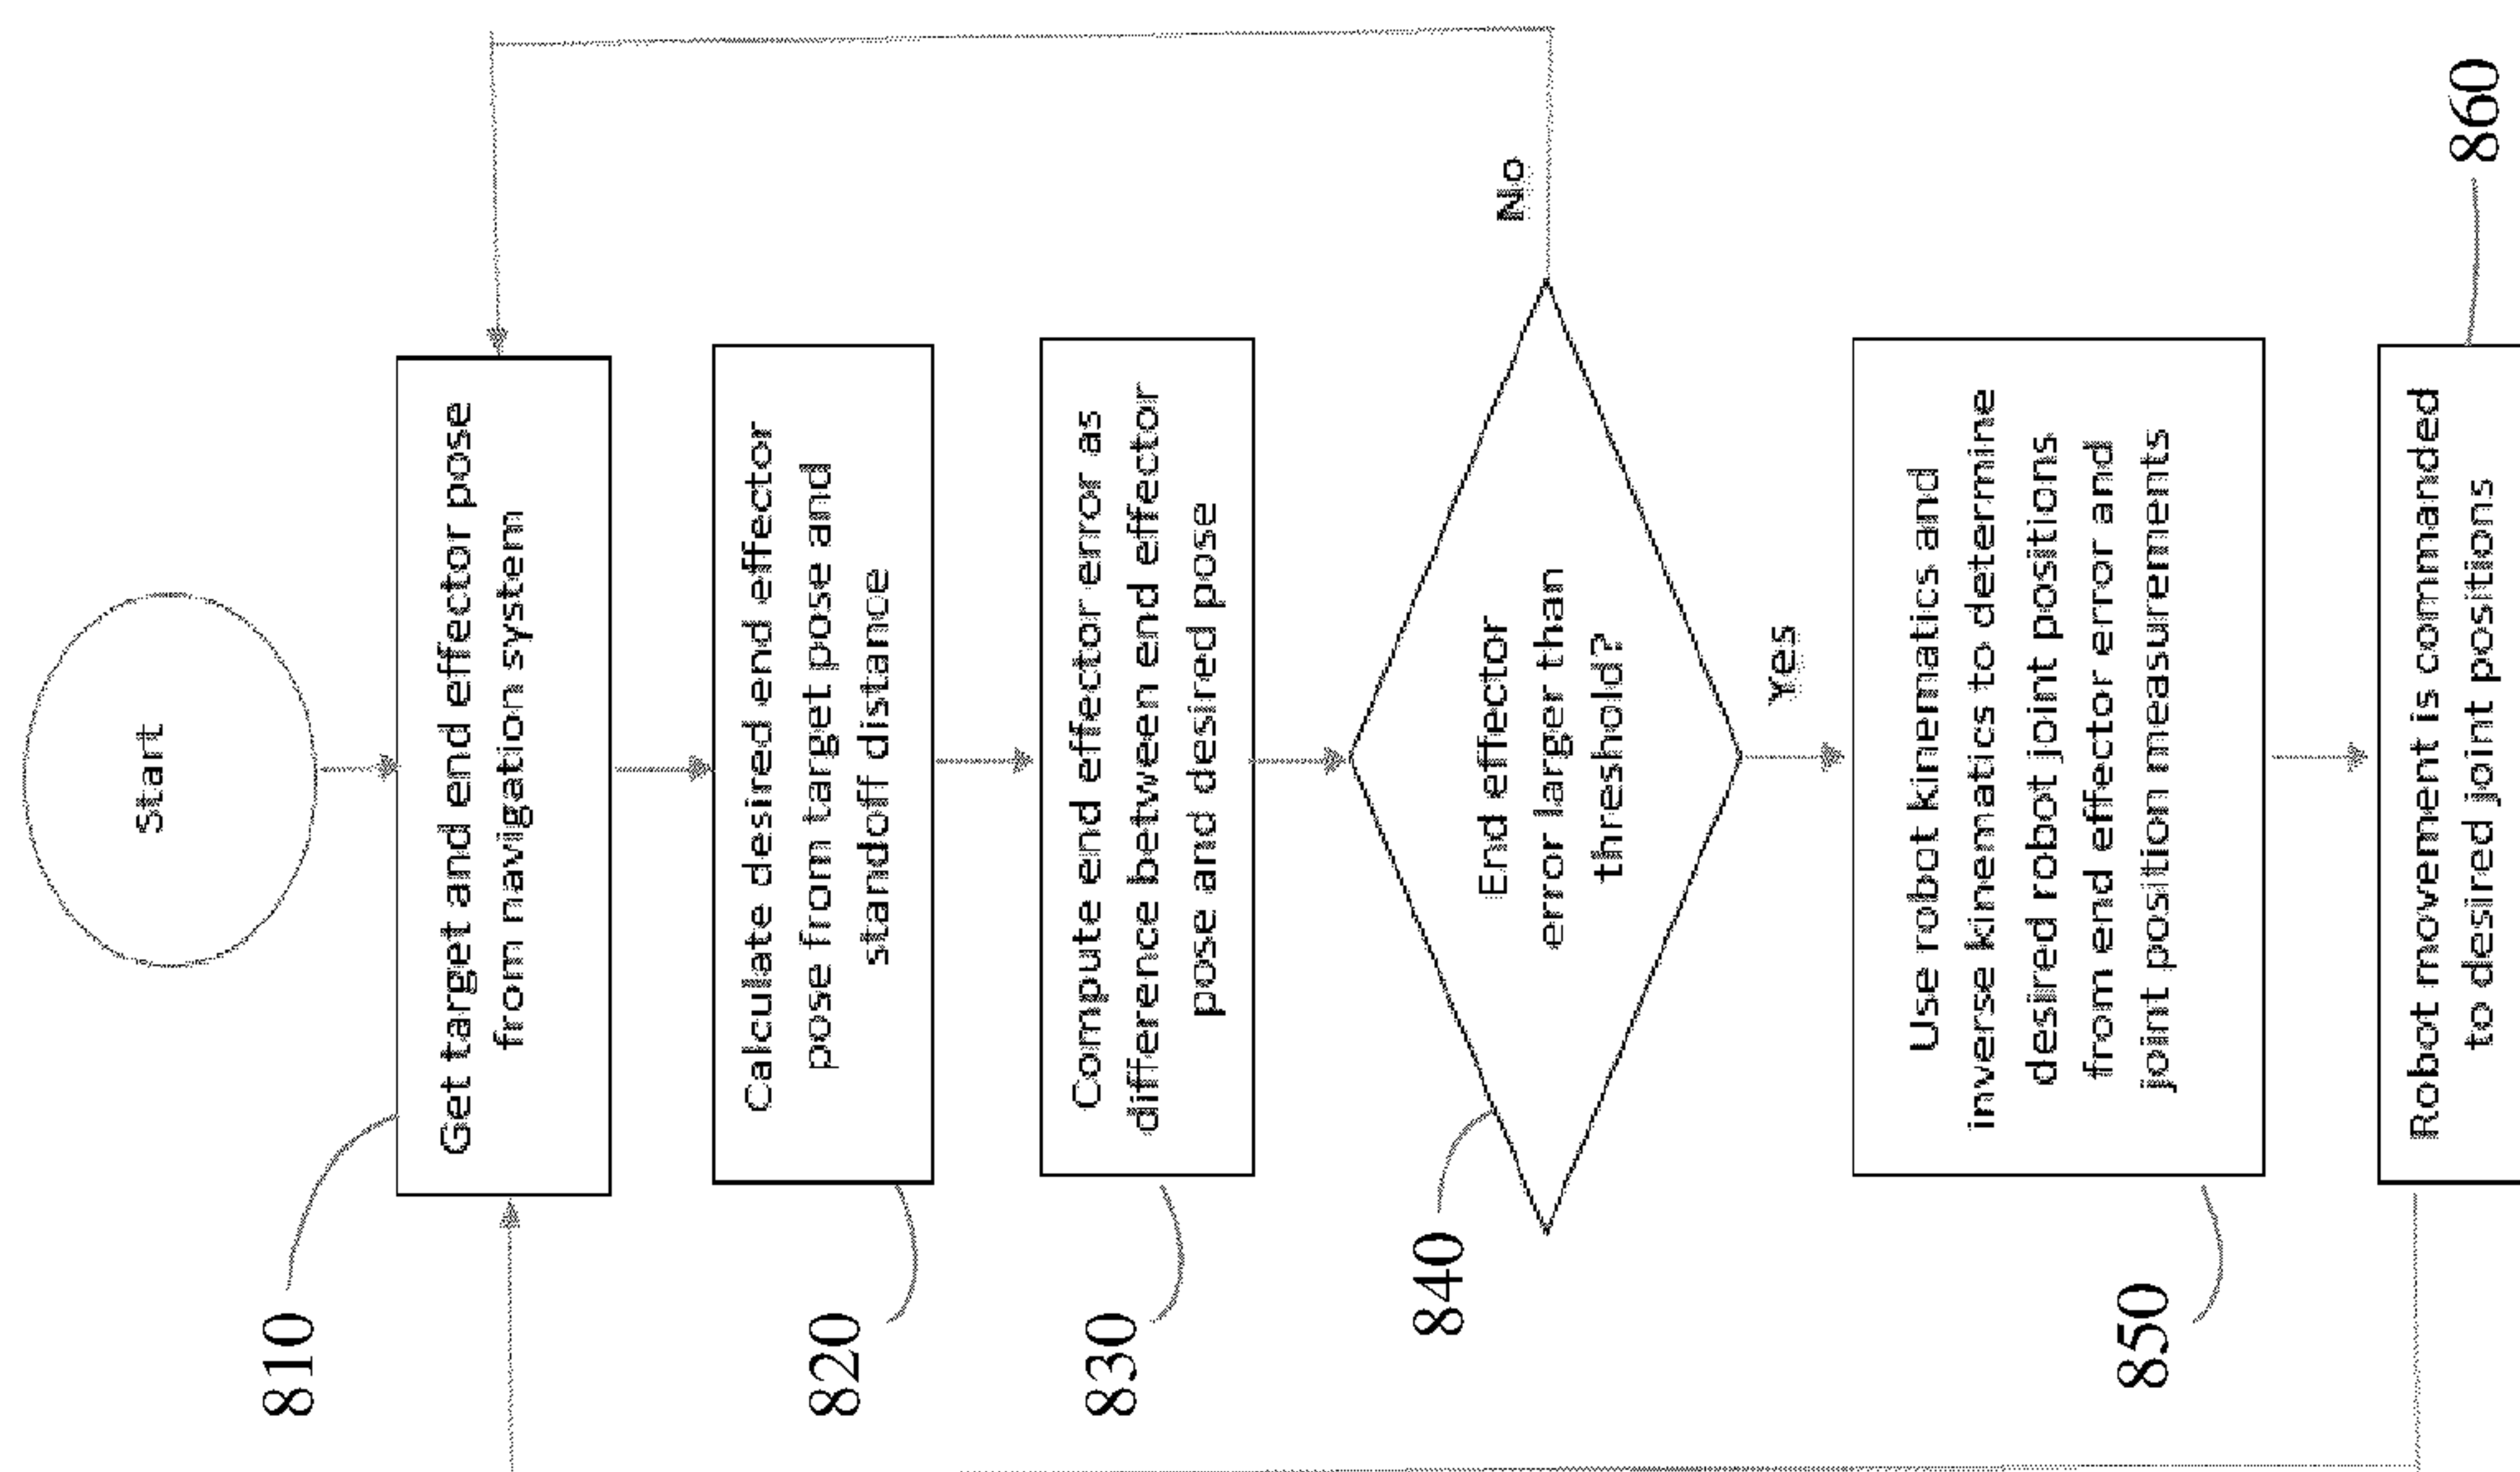 Start
810
Get target and end effector pose
from navigation system
820
Calculate desired end effector
pose from target pose and
standoff distance
830
Compute end effector error as
difference between end effector
pose and desired pose
840
End effector
error larger than
threshold?
No
Yes
850
Use robot kinematics and
inverse kinematics to determine
desired robot joint positions
from end effector error and
joint position measurements
860
Robot movement is commanded
to desired joint positions